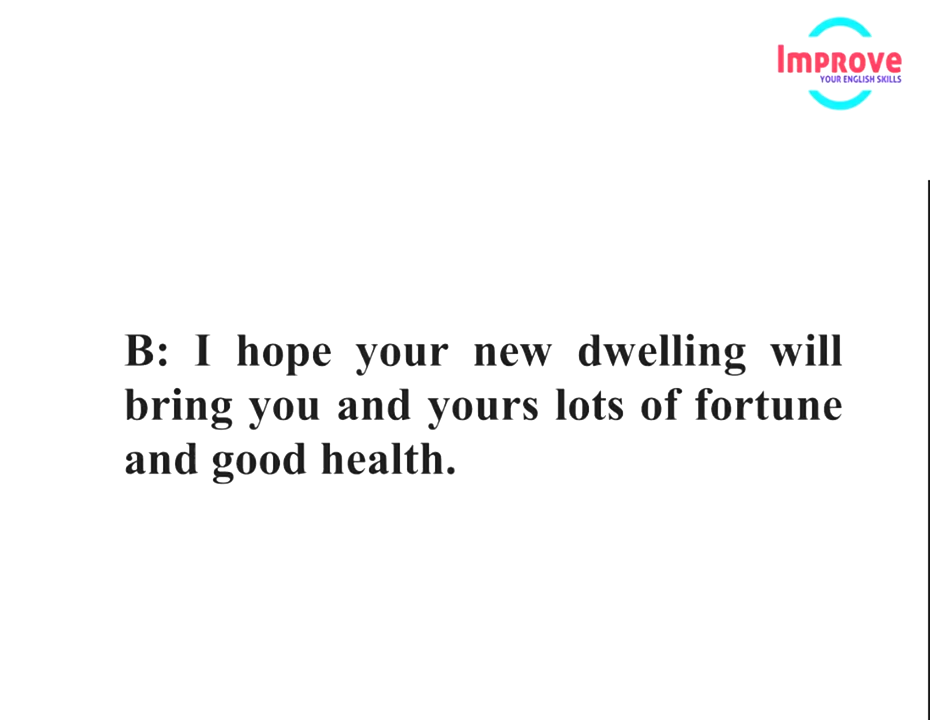 Improve
YOUR ENGLISH SKILLS
B: I hope your new dwelling will
bring you and yours lots of fortune
and good health.